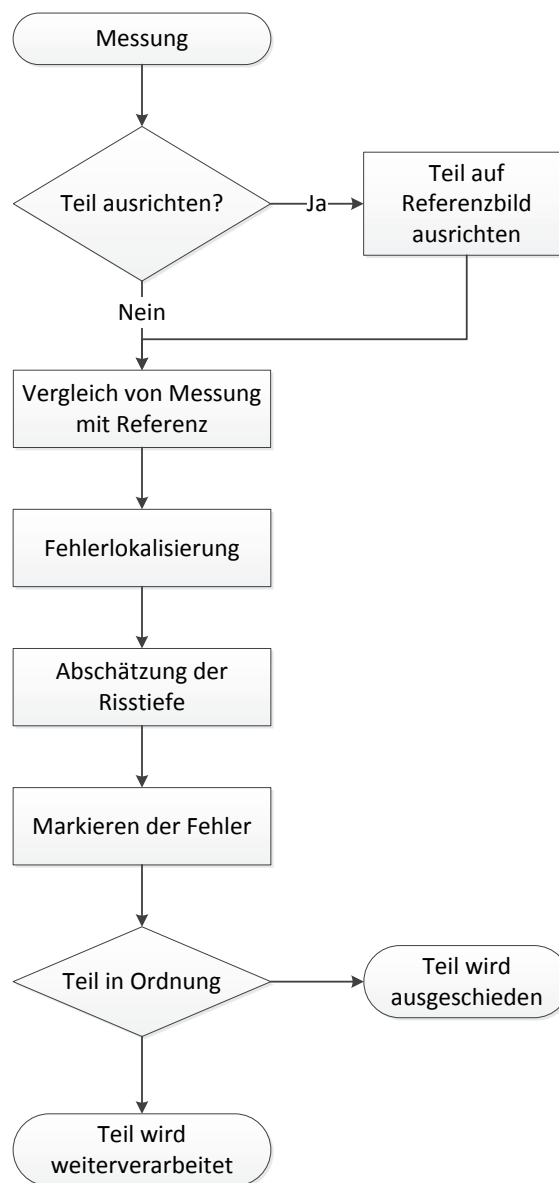 Messung
Teil ausrichten?
Ja
Teil auf
Referenzbild
ausrichten
Nein
Vergleich von Messung
mit Referenz
Fehlerlokalisierung
Abschätzung der
Risstiefe
Markieren der Fehler
Teil in Ordnung
Teil wird
ausgeschieden
Teil wird
weiterverarbeitet